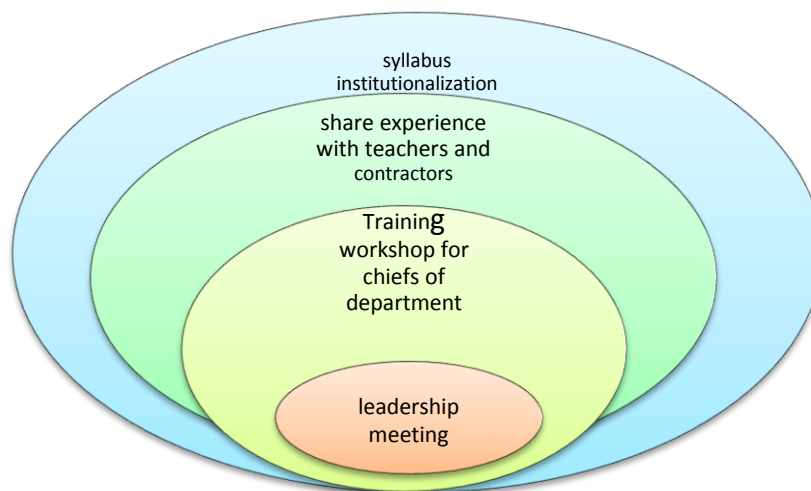 syllabus
institutionalization
share experience
with teachers and
contractors
Training
workshop for
chiefs of
department
leadership
meeting